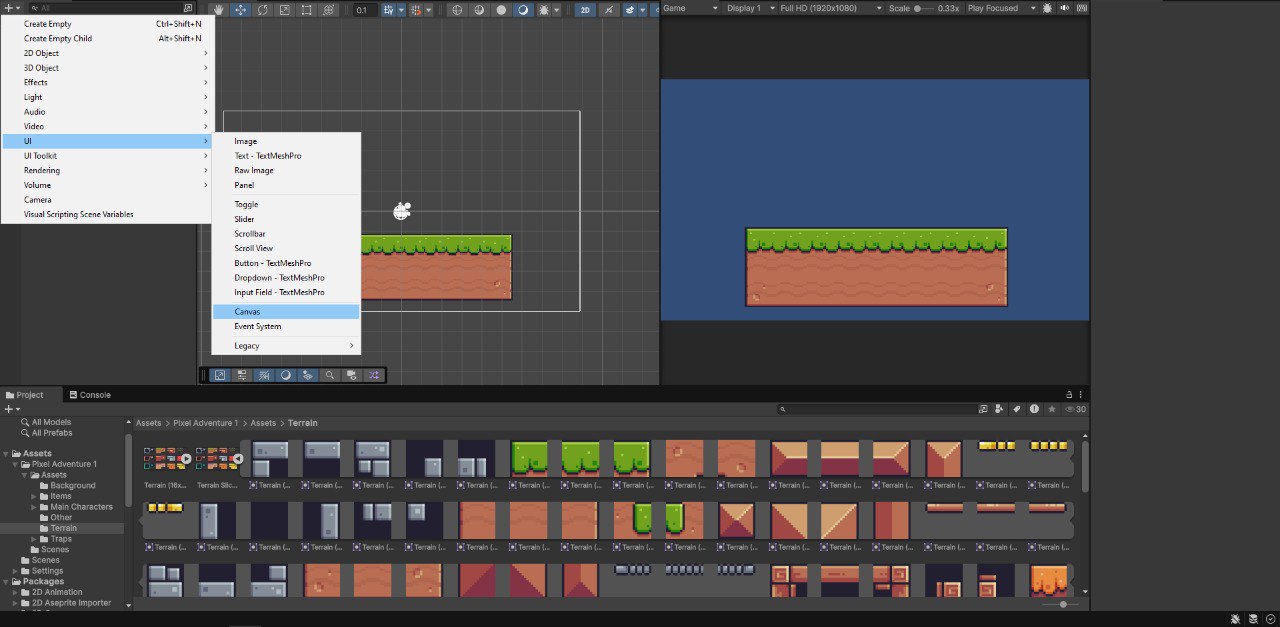 All
0.1
2D
Game
Display 1
Full HD (1920x1080)
Scale
0.33x
Play Focused
Create Empty Ctrl+Shift+N
Create Empty Child Alt+Shift+N
2D Object
3D Object
Effects
Light
Audio
Video
UI
UI Toolkit
Rendering
Volume
Camera
Visual Scripting Scene Variables
Image
Text - TextMeshPro
Raw Image
Panel
Toggle
Slider
Scrollbar
Scroll View
Button - TextMeshPro
Dropdown - TextMeshPro
Input Field - TextMeshPro
Canvas
Event System
Legacy
Project
Console
30
All Models
All Prefabs
Assets
Pixel Adventure 1
Assets
Background
Items
Main Characters
Other
Terrain
Traps
Scenes
Scenes
Settings
Packages
2D Animation
2D Aseprite Importer
Assets > Pixel Adventure 1 > Assets > Terrain
Terrain (16x... Terrain Slic... Terrain (... Terrain (... Terrain (... Terrain (... Terrain (... Terrain (... Terrain (... Terrain (... Terrain (... Terrain (... Terrain (... Terrain (... Terrain (... Terrain (... Terrain (... Terrain (...
Terrain (... Terrain (... Terrain (... Terrain (... Terrain (... Terrain (... Terrain (... Terrain (... Terrain (... Terrain (... Terrain (... Terrain (... Terrain (... Terrain (... Terrain (... Terrain (... Terrain (... Terrain (...